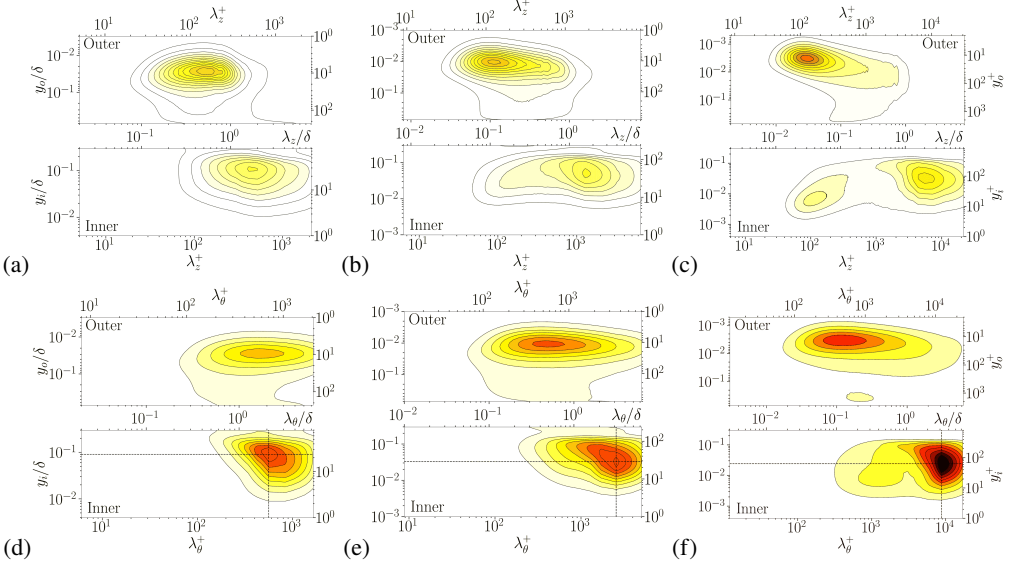 λ_z^+ λ_z^+ λ_z^+
10^1 10^2 10^3 10^1 10^2 10^3 10^1 10^2 10^3 10^4
Outer 10^0 10^-3 Outer 10^0 10^-3 Outer
y_o/δ 10^-2 10^1 10^-2 10^1 10^-2 10^1 y_o^+
10^-1 10^2 10^-1 10^2 10^-1 10^2 10^3
10^-1 10^0 λ_z/δ 10^-2 10^-1 10^0 λ_z/δ 10^-2 10^-1 10^0 λ_z/δ
y_i/δ 10^-1 10^1 10^-1 10^2 10^-1 10^2 y_i^+
10^-2 10^-2 10^1 10^-2 10^1
Inner 10^0 10^-3 Inner 10^0 10^-3 Inner 10^0
10^1 10^2 10^3 10^1 10^2 10^3 10^1 10^2 10^3 10^4
(a) λ_z^+ (b) λ_z^+ (c) λ_z^+
λ_θ^+ λ_θ^+ λ_θ^+
10^1 10^2 10^3 10^2 10^3 10^2 10^3 10^4
Outer 10^0 10^-3 Outer 10^0 10^-3 Outer
y_o/δ 10^-2 10^1 10^-2 10^1 10^-2 10^1 y_o^+
10^-1 10^2 10^-1 10^2 10^-1 10^2 10^3
10^-1 10^0 λ_θ/δ 10^-2 10^-1 10^0 λ_θ/δ 10^-2 10^-1 10^0 λ_θ/δ
y_i/δ 10^-1 10^1 10^-1 10^2 10^-1 10^2 y_i^+
10^-2 10^-2 10^1 10^-2 10^1
Inner 10^0 10^-3 Inner 10^0 10^-3 Inner 10^0
10^1 10^2 10^3 10^1 10^2 10^3 10^2 10^3 10^4
(d) λ_θ^+ (e) λ_θ^+ (f) λ_θ^+